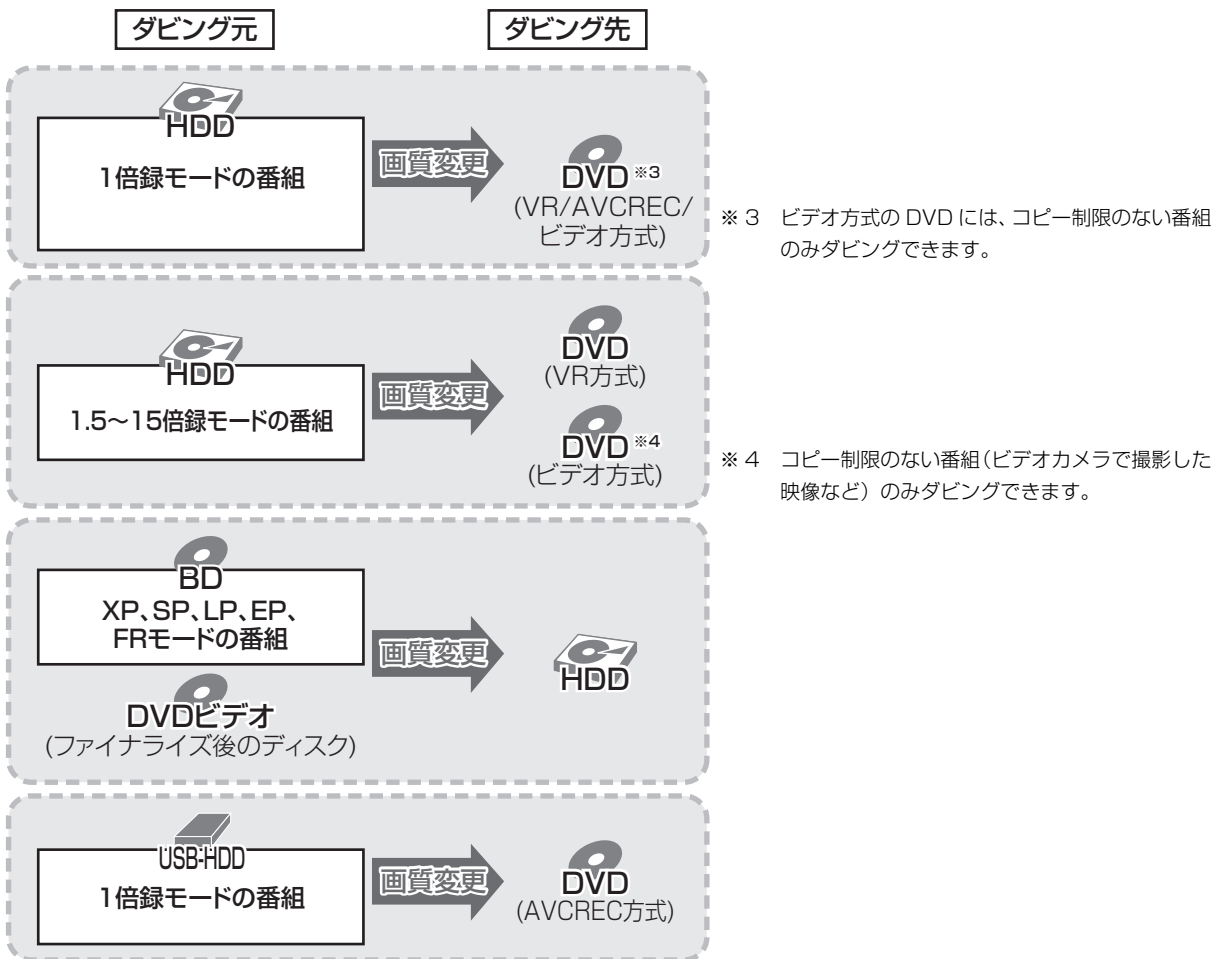 ダビング元
ダビング先
HDD
1倍録モードの番組
画質変更
DVD ※3
(VR/AVCREC/
ビデオ方式)
※3 ビデオ方式の DVD には、コピー制限のない番組
のみダビングできます。
HDD
1.5～15倍録モードの番組
画質変更
DVD
(VR方式)
DVD ※4
(ビデオ方式)
※4 コピー制限のない番組(ビデオカメラで撮影した
映像など)のみダビングできます。
BD
XP、SP、LP、EP、
FRモードの番組
DVDビデオ
(ファイナライズ後のディスク)
画質変更
HDD
USB-HDD
1倍録モードの番組
画質変更
DVD
(AVCREC方式)